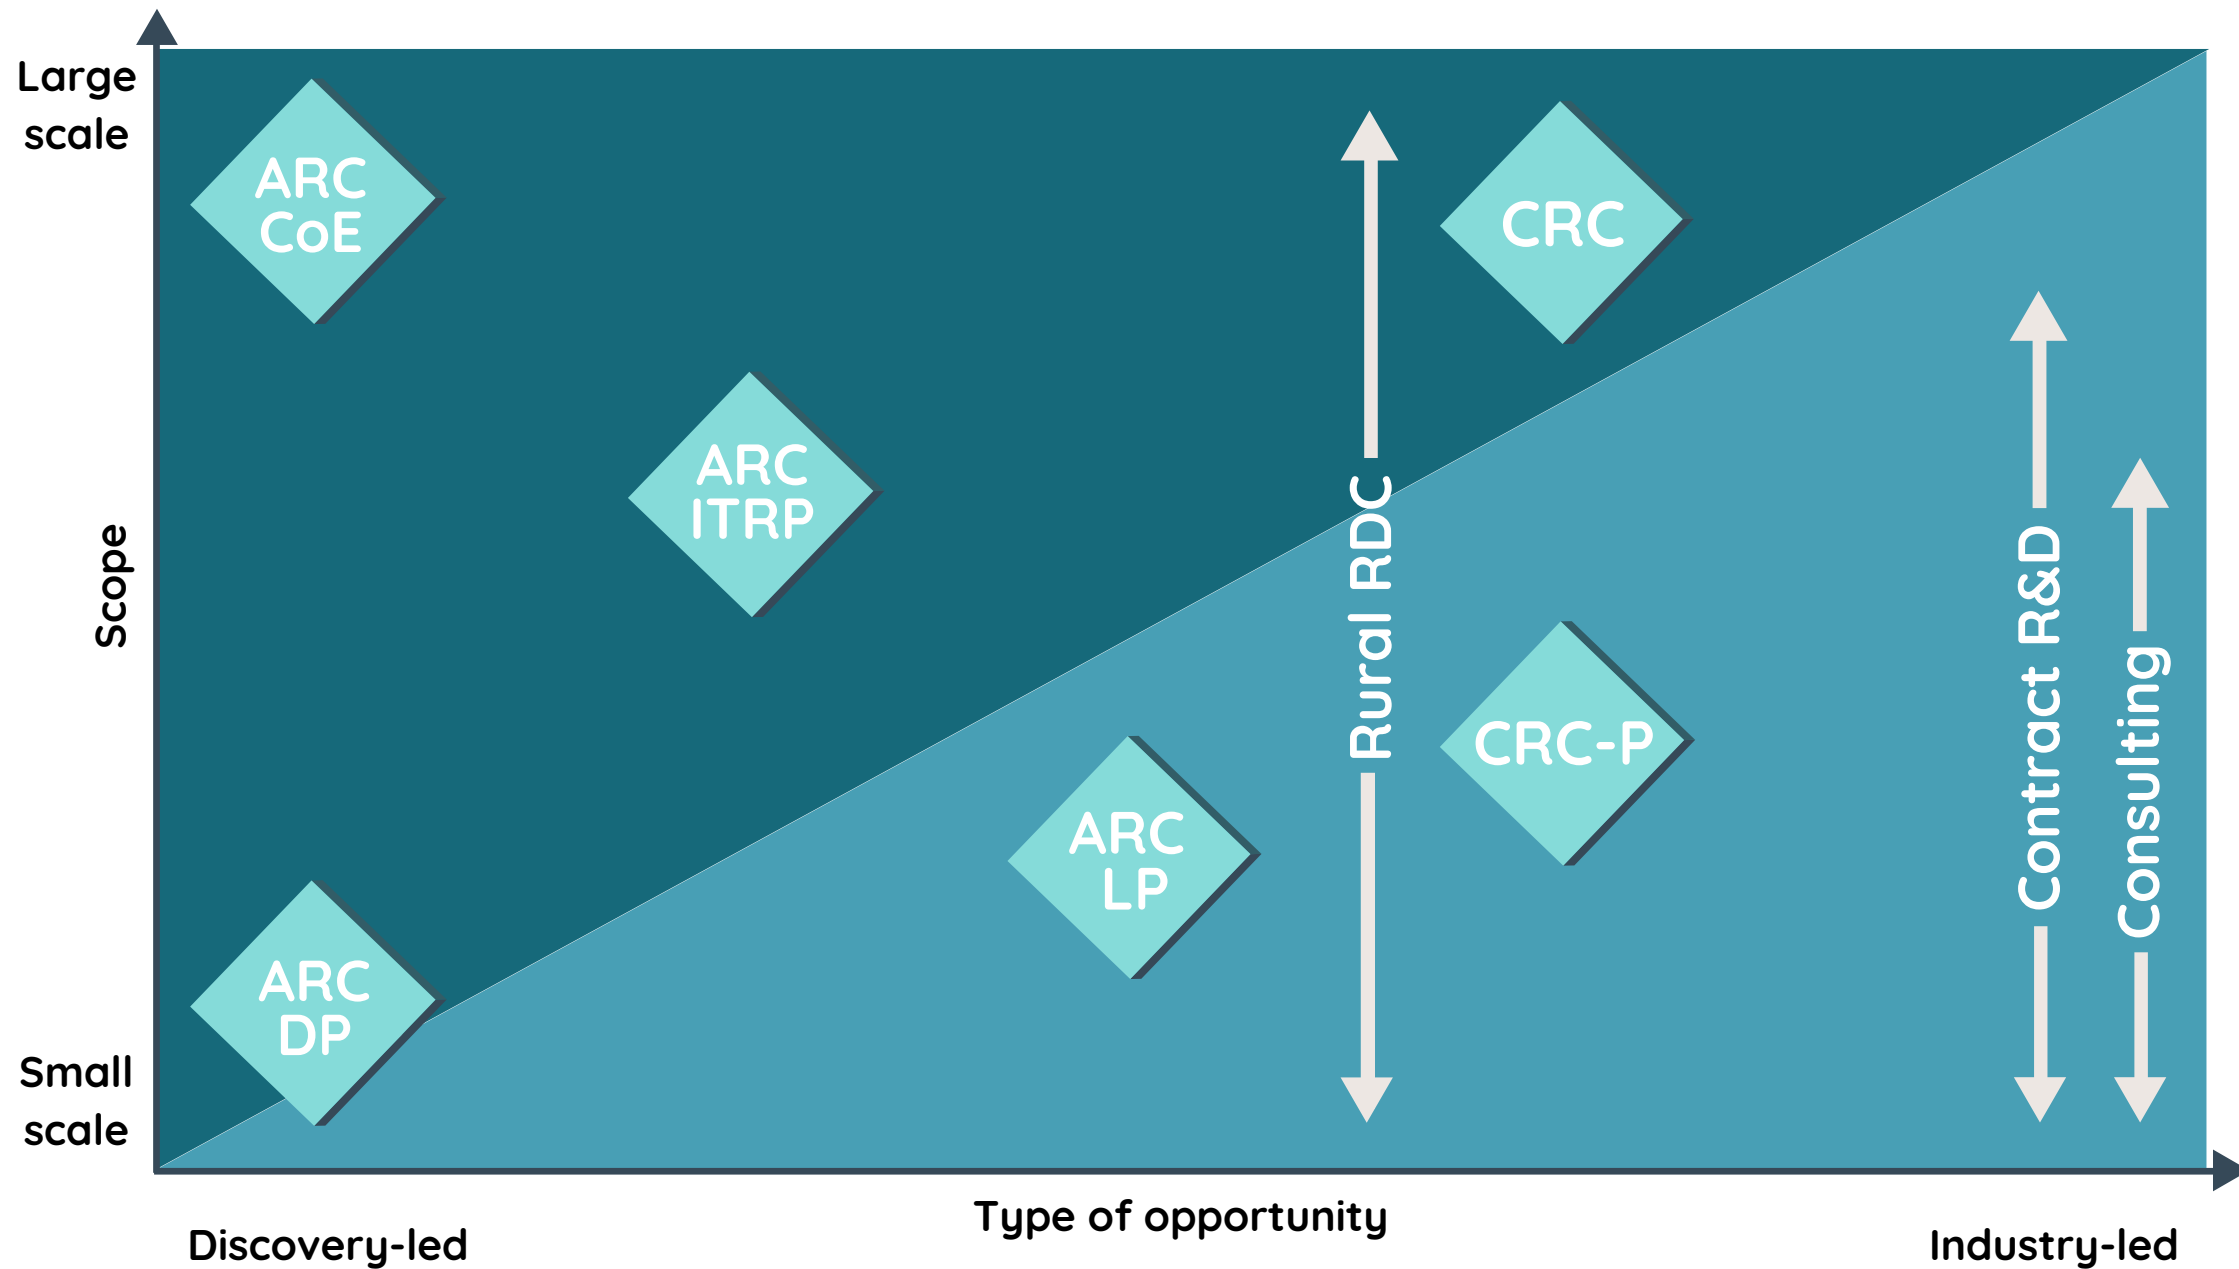 Large
scale
ARC
CoE
CRC
ARC
ITRP
Scope
Rural RDC
Contract R&D
Consulting
CRC-P
ARC
LP
ARC
DP
Small
scale
Type of opportunity
Discovery-led
Industry-led